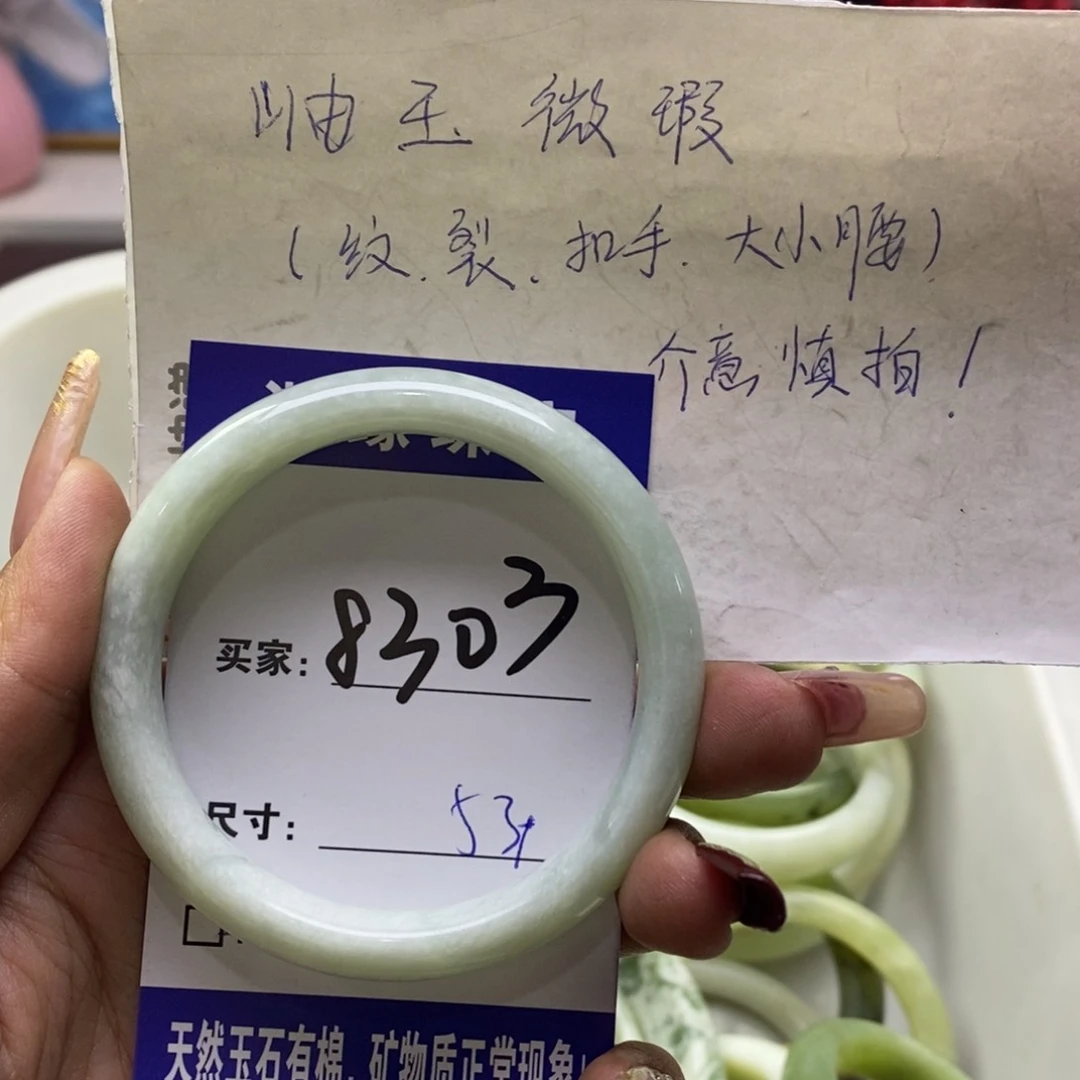 岫玉微瑕
(纹.裂.扣手.大小腰)
介意慎拍!
买家: 8303
尺寸: 53+
天然玉石有棉、矿物质正常现象!